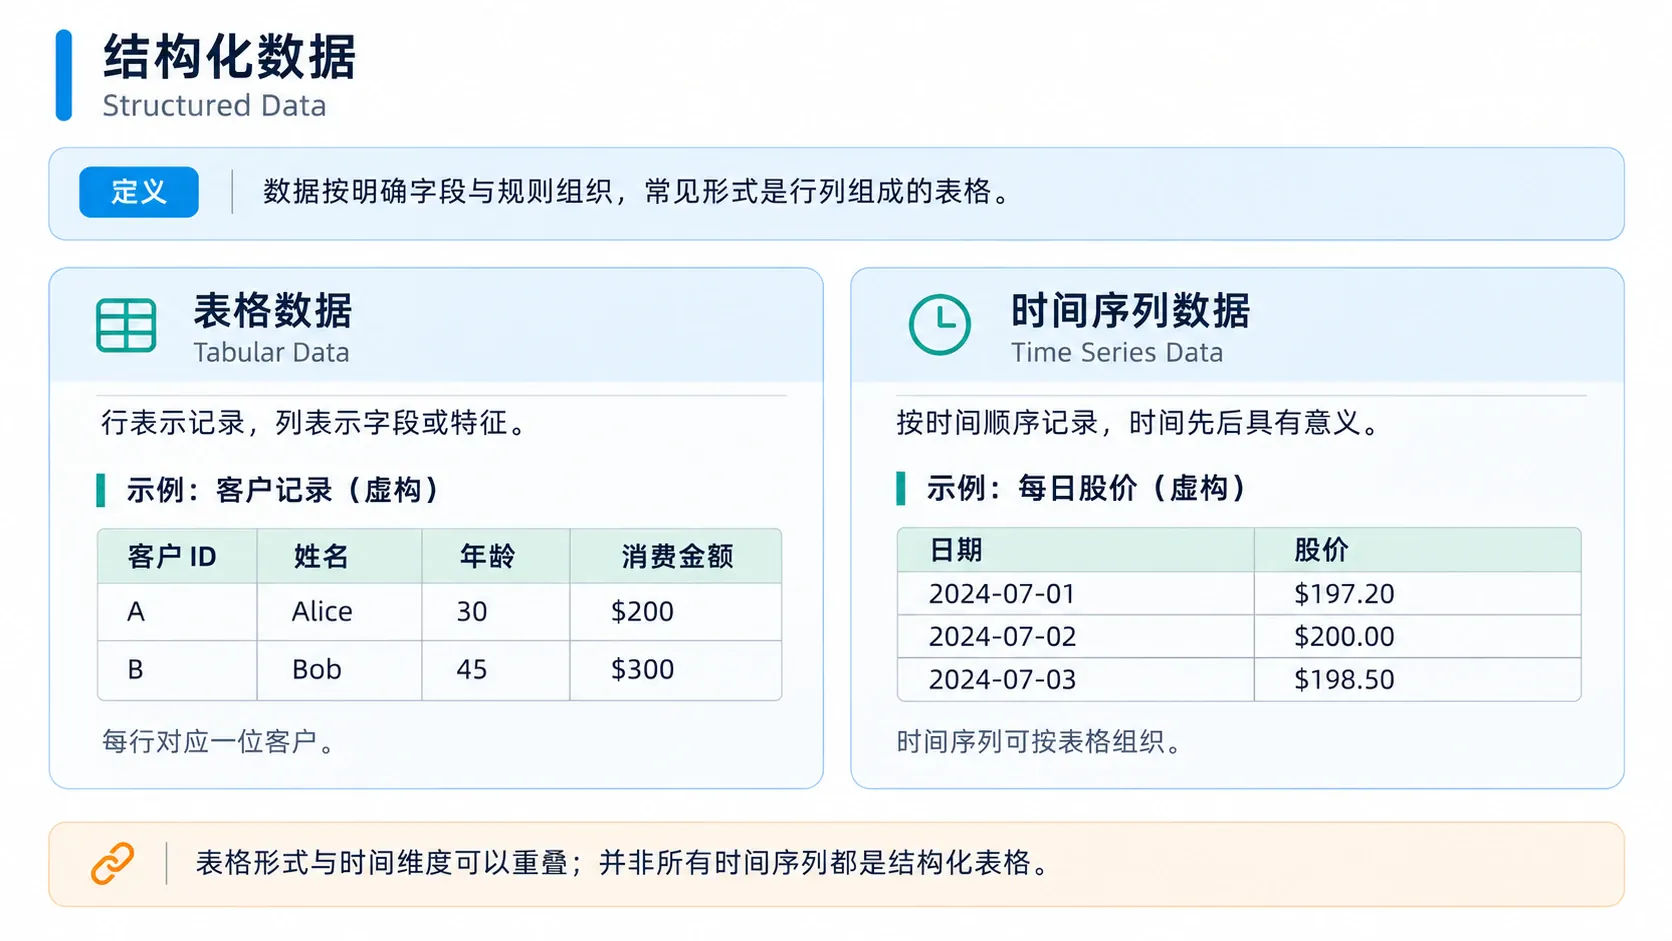 结构化数据
Structured Data
定义
数据按明确字段与规则组织，常见形式是行列组成的表格。
表格数据
Tabular Data
行表示记录，列表示字段或特征。
示例：客户记录（虚构）
客户 ID 姓名 年龄 消费金额
A Alice 30 $200
B Bob 45 $300
每行对应一位客户。
时间序列数据
Time Series Data
按时间顺序记录，时间先后具有意义。
示例：每日股价（虚构）
日期 股价
2024-07-01 $197.20
2024-07-02 $200.00
2024-07-03 $198.50
时间序列可按表格组织。
表格形式与时间维度可以重叠；并非所有时间序列都是结构化表格。